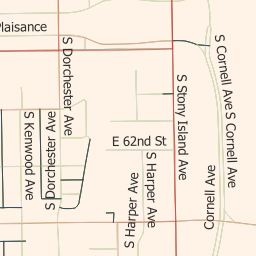 Plaisance
S Dorchester Ave
S Cornell Ave
S Cornell Ave
S Stony Island Ave
S Kenwood Ave
S Dorchester Ave
E 62nd St
S Harper Ave
S Harper Ave
Cornell Ave